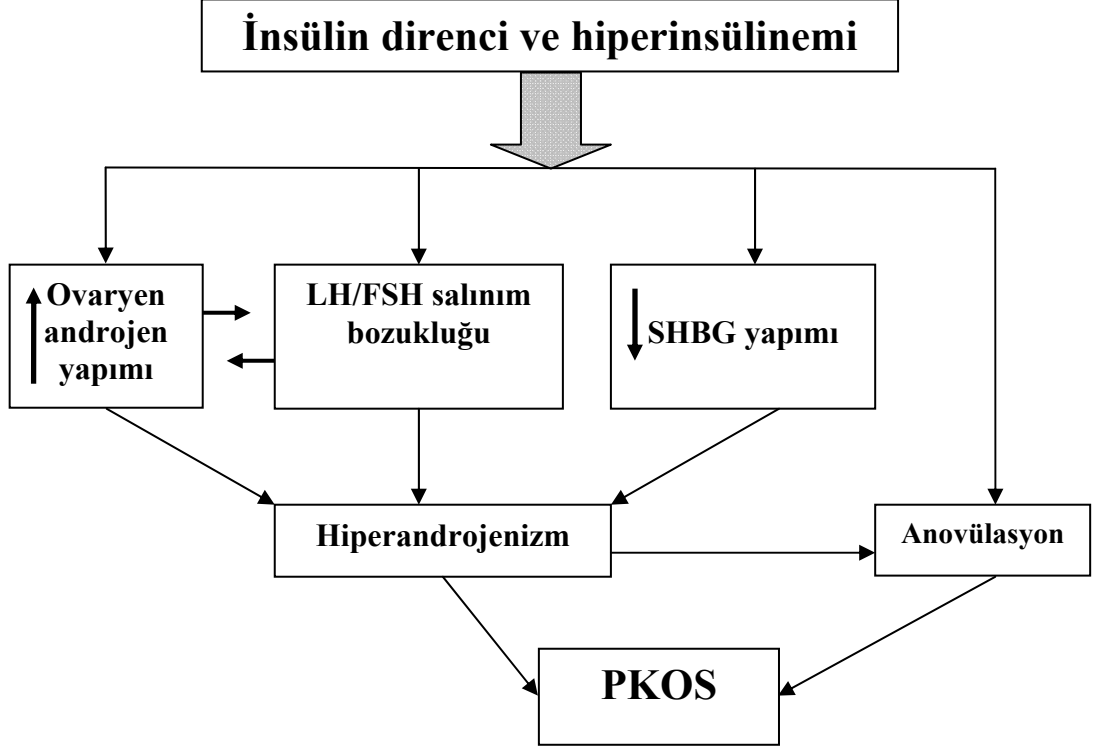 İnsülin direnci ve hiperinsülinemi
Ovaryen
androjen
yapımı
LH/FSH salınım
bozukluğu
SHBG yapımı
Hiperandrojenizm
Anovülasyon
PKOS